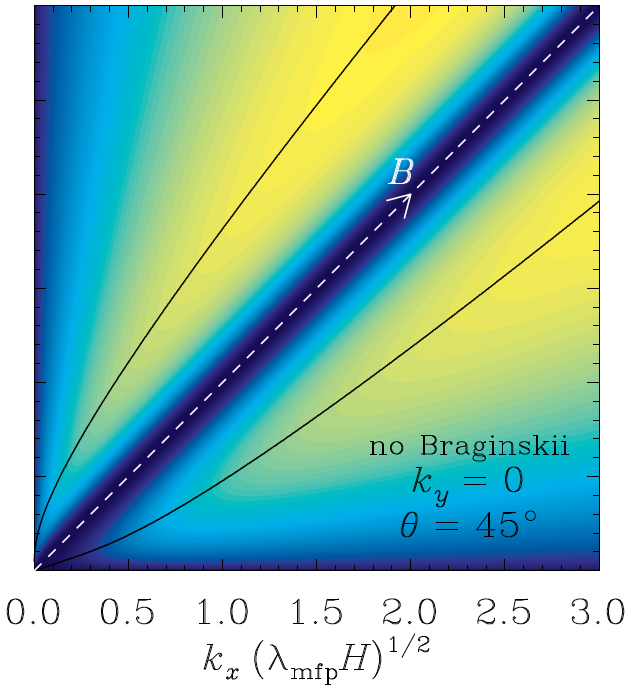 B
no Braginskii
k_y = 0
θ = 45°
0.0 0.5 1.0 1.5 2.0 2.5 3.0
k_x (λ_mfp H)^{1/2}